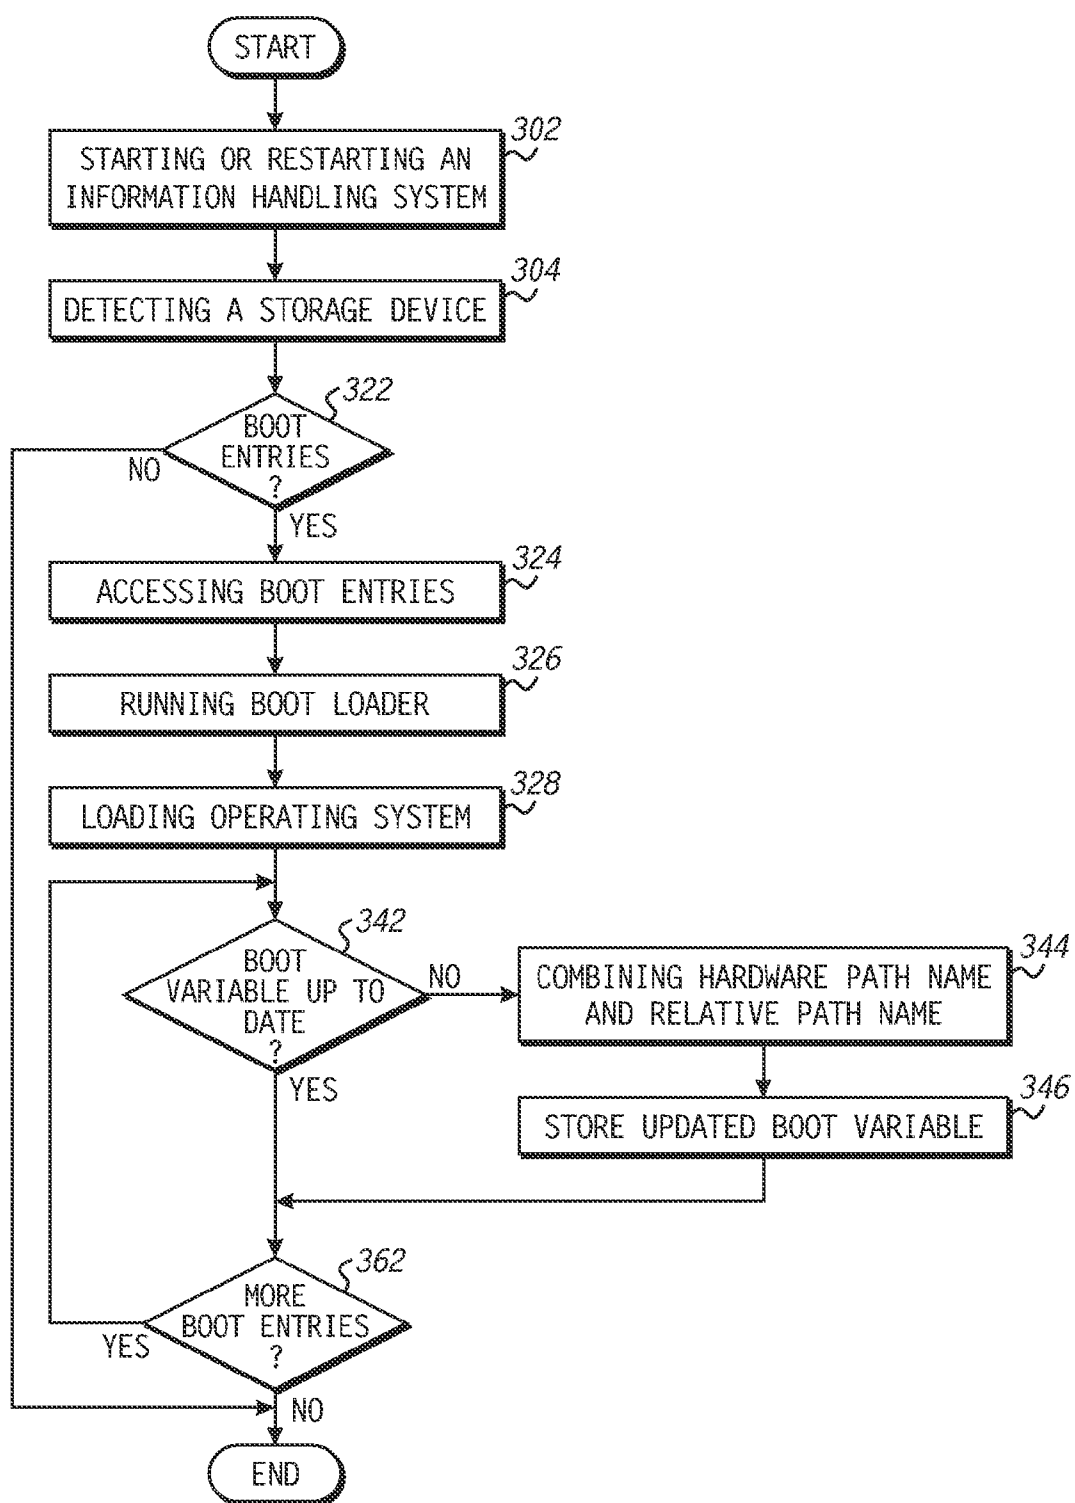 START
302
STARTING OR RESTARTING AN
INFORMATION HANDLING SYSTEM
304
DETECTING A STORAGE DEVICE
322
BOOT
ENTRIES
?
NO
YES
324
ACCESSING BOOT ENTRIES
326
RUNNING BOOT LOADER
328
LOADING OPERATING SYSTEM
342
BOOT
VARIABLE UP TO
DATE
?
NO
YES
344
COMBINING HARDWARE PATH NAME
AND RELATIVE PATH NAME
346
STORE UPDATED BOOT VARIABLE
362
MORE
BOOT ENTRIES
?
YES
NO
END